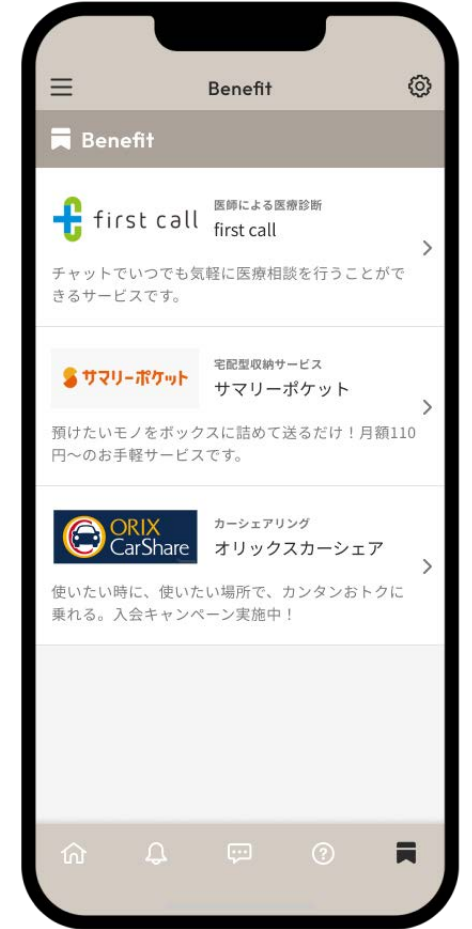 Benefit
Benefit
first call
医師による医療診断
first call
チャットでいつでも気軽に医療相談を行うことがで
きるサービスです。
サマリーポケット
宅配型収納サービス
サマリーポケット
預けたいモノをボックスに詰めて送るだけ！月額110
円〜のお手軽サービスです。
ORIX
CarShare
カーシェアリング
オリックスカーシェア
使いたい時に、使いたい場所で、カンタンおトクに
乗れる。入会キャンペーン実施中！